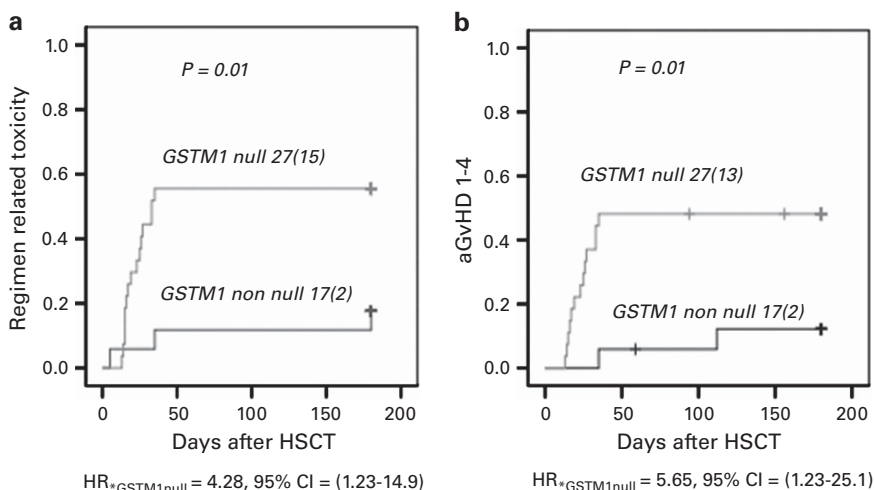 a
P = 0.01
GSTM1 null 27(15)
GSTM1 non null 17(2)
Regimen related toxicity
1.0
0.8
0.6
0.4
0.2
0.0
0 50 100 150 200
Days after HSCT
HR*GSTM1null = 4.28, 95% CI = (1.23-14.9)
b
P = 0.01
GSTM1 null 27(13)
GSTM1 non null 17(2)
aGvHD 1-4
1.0
0.8
0.6
0.4
0.2
0.0
0 50 100 150 200
Days after HSCT
HR*GSTM1null = 5.65, 95% CI = (1.23-25.1)